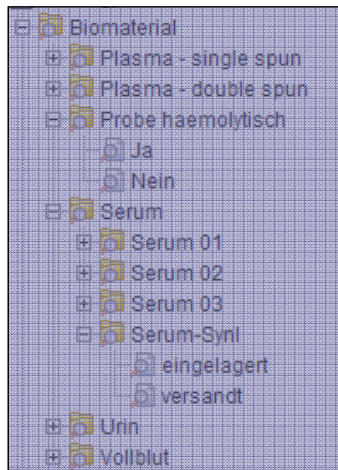 Biomaterial
Plasma - single spun
Plasma - double spun
Probe haemolytisch
Ja
Nein
Serum
Serum 01
Serum 02
Serum 03
Serum-Synl
eingelagert
versandt
Urin
Vollblut